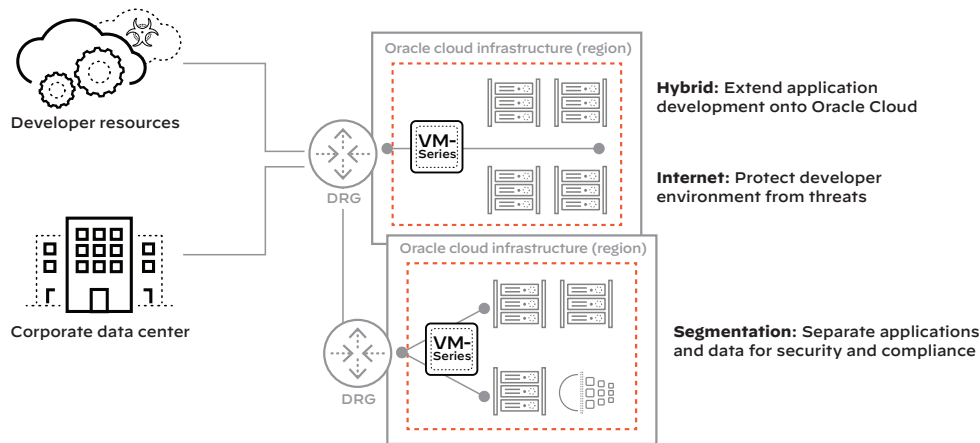 Oracle cloud infrastructure (region)
Hybrid: Extend application
development onto Oracle Cloud
Developer resources
VM-
Series
Internet: Protect developer
environment from threats
DRG
Oracle cloud infrastructure (region)
Corporate data center
VM-
Series
Segmentation: Separate applications
and data for security and compliance
DRG